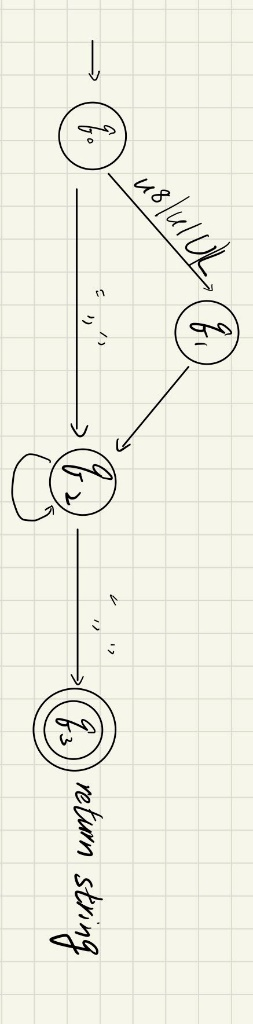 q0
u8/u/U/L
q1
" " "
q2
" " "
q3
return string